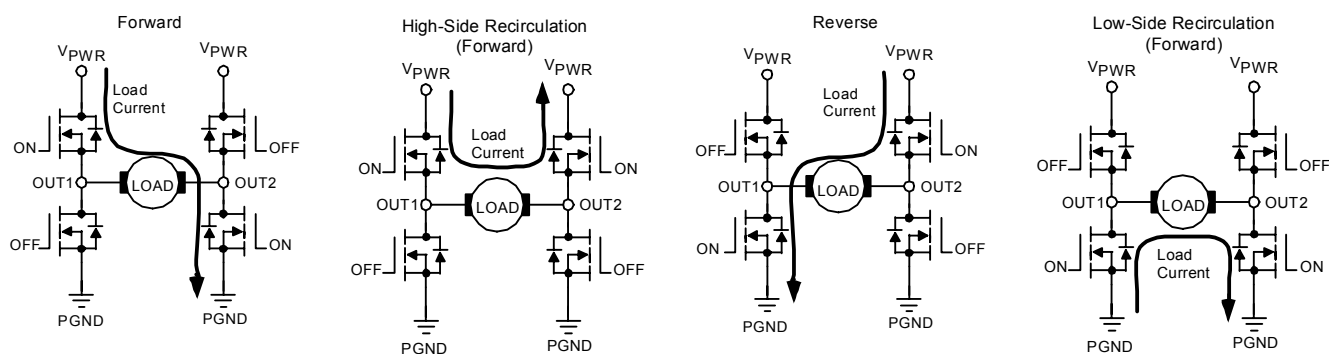 Forward
VPWR
VPWR
Load
Current
ON
OFF
OUT1
LOAD
OUT2
OFF
ON
PGND
PGND
High-Side Recirculation
(Forward)
VPWR
VPWR
Load
Current
ON
ON
OUT1
LOAD
OUT2
OFF
OFF
PGND
PGND
Reverse
VPWR
VPWR
Load
Current
OFF
ON
OUT1
LOAD
OUT2
ON
OFF
PGND
PGND
Low-Side Recirculation
(Forward)
VPWR
VPWR
OFF
OFF
OUT1
LOAD
OUT2
ON
Load
Current
ON
PGND
PGND